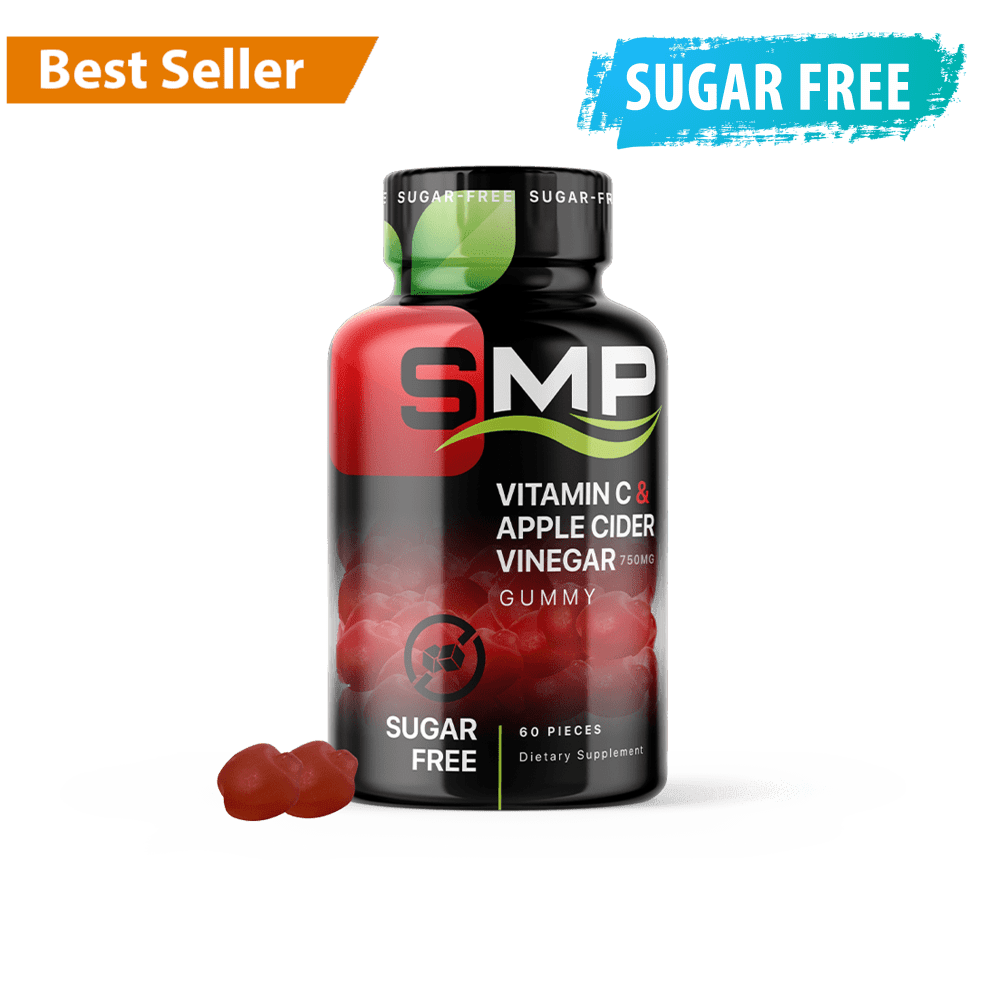 Best Seller
SUGAR FREE
SUGAR-FREE SUGAR-FR
SMP
VITAMIN C &
APPLE CIDER
VINEGAR 750MG
GUMMY
SUGAR
FREE
60 PIECES
Dietary Supplement